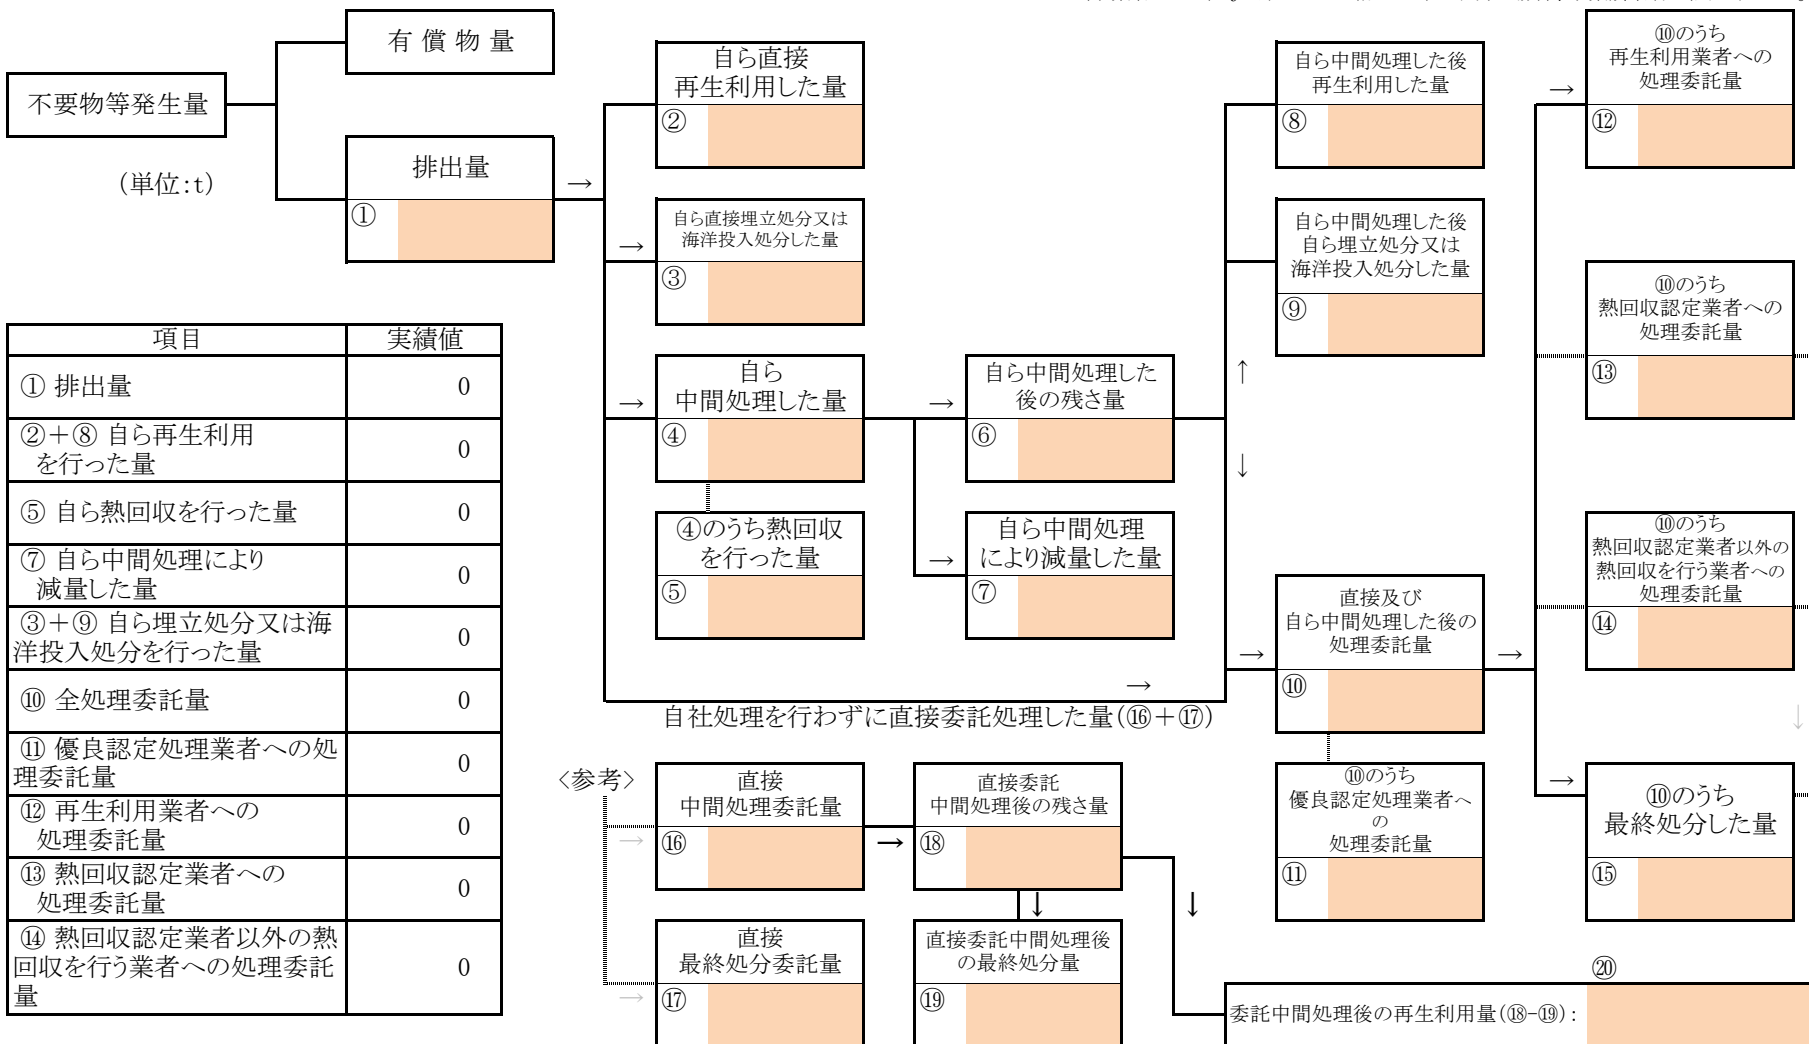 有償物量
不要物等発生量
(単位:t)
排出量
①
→
自ら直接
再生利用した量
②
→
自ら直接埋立処分又は
海洋投入処分した量
③
→
自ら
中間処理した量
④
④のうち熱回収
を行った量
⑤
→
自ら中間処理した
後の残さ量
⑥
→
自ら中間処理
により減量した量
⑦
自ら中間処理した後
再生利用した量
⑧
自ら中間処理した後
自ら埋立処分又は
海洋投入処分した量
⑨
↑
↓
→
直接及び
自ら中間処理した後の
処理委託量
⑩
→
⑩のうち
優良認定処理業者へ
の
処理委託量
⑪
→
⑩のうち
再生利用業者への
処理委託量
⑫
⑩のうち
熱回収認定業者への
処理委託量
⑬
⑩のうち
熱回収認定業者以外の
熱回収を行う業者への
処理委託量
⑭
↓
→
⑩のうち
最終処分した量
⑮
→
自社処理を行わずに直接委託処理した量(⑯+⑰)
<参考>
→
直接
中間処理委託量
⑯
→
直接委託
中間処理後の残さ量
⑱
↓
↓
→
直接
最終処分委託量
⑰
直接委託中間処理後
の最終処分量
⑲
⑳
委託中間処理後の再生利用量(⑱-⑲):
項目 実績値
① 排出量 0
②+⑧ 自ら再生利用
を行った量 0
⑤ 自ら熱回収を行った量 0
⑦ 自ら中間処理により
減量した量 0
③+⑨ 自ら埋立処分又は海
洋投入処分を行った量 0
⑩ 全処理委託量 0
⑪ 優良認定処理業者への処
理委託量 0
⑫ 再生利用業者への
処理委託量 0
⑬ 熱回収認定業者への
処理委託量 0
⑭ 熱回収認定業者以外の熱
回収を行う業者への処理委託
量 0